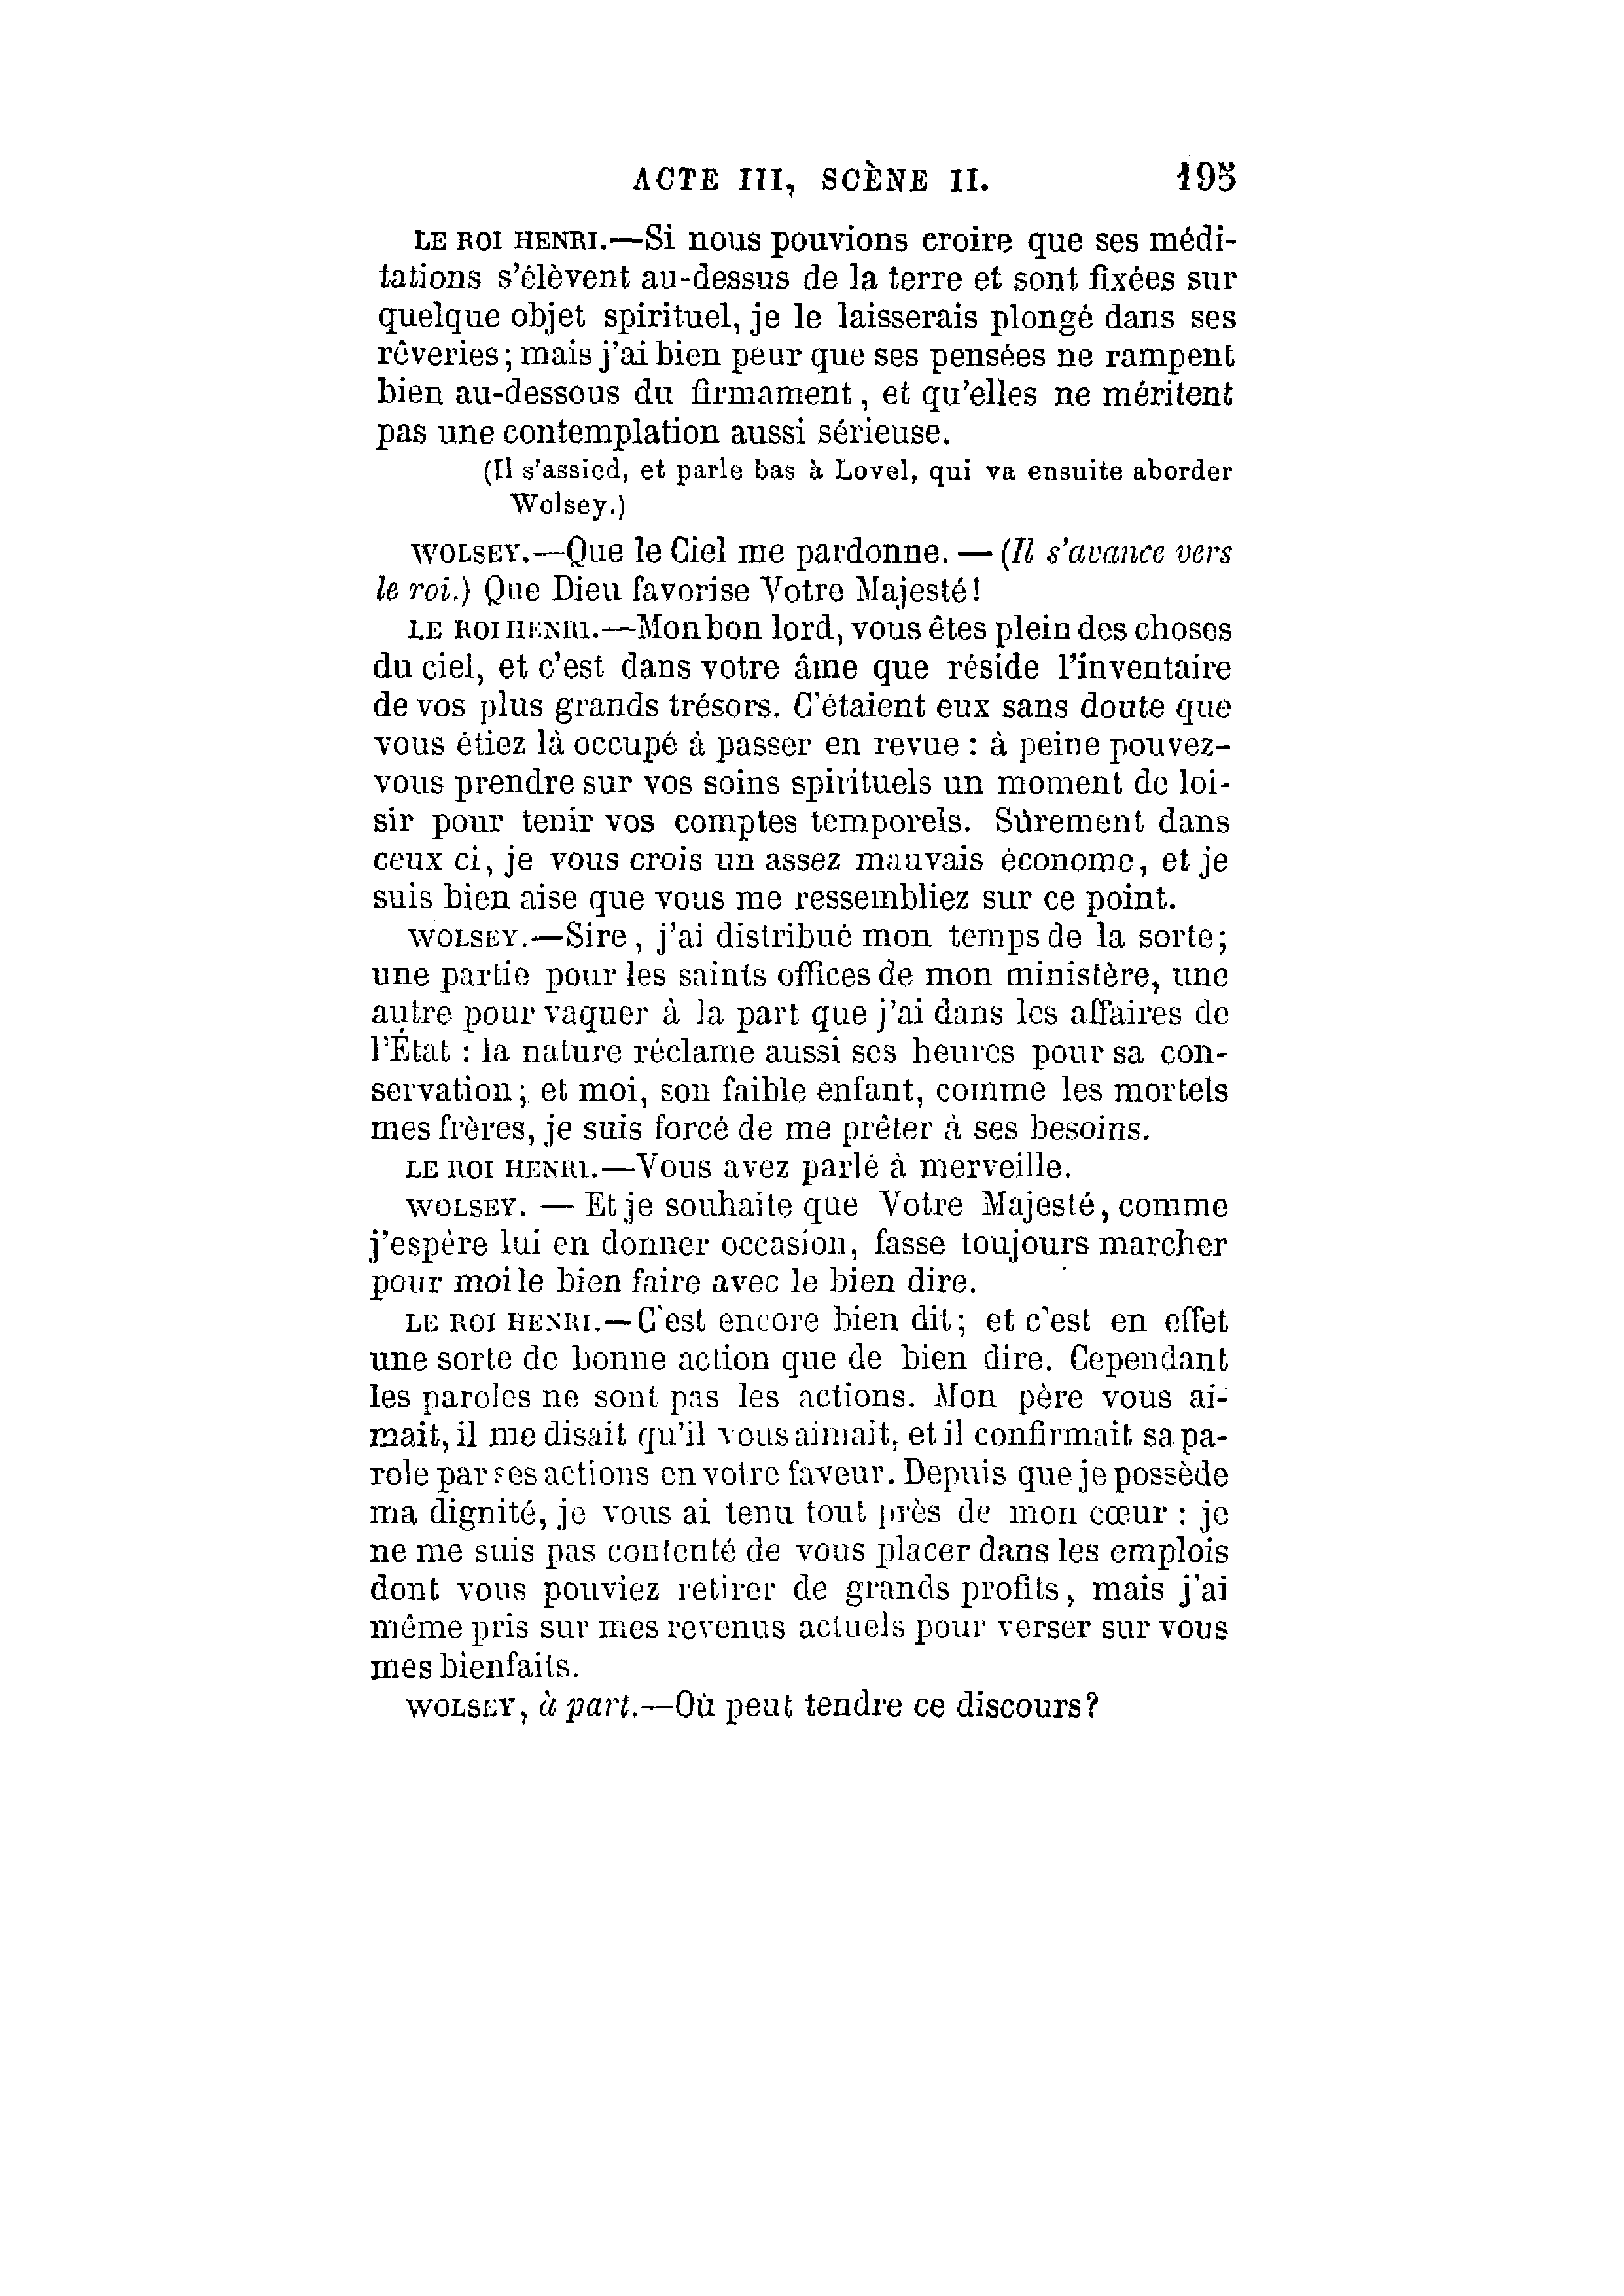 ACTE III, SCÈNE II. 195
LE ROI HENRI.—Si nous pouvions croire que ses médi-
tations s'élèvent au-dessus de la terre et sont fixées sur
quelque objet spirituel, je le laisserais plongé dans ses
rêveries; mais j'ai bien peur que ses pensées ne rampent
bien au-dessous du firmament, et qu'elles ne méritent
pas une contemplation aussi sérieuse.
(Il s'assied, et parle bas à Lovel, qui va ensuite aborder
Wolsey.)
WOLSEY.—Que le Ciel me pardonne. — (Il s'avance vers
le roi.) Que Dieu favorise Votre Majesté!
LE ROI HENRI.—Mon bon lord, vous êtes plein des choses
du ciel, et c'est dans votre âme que réside l'inventaire
de vos plus grands trésors. C'étaient eux sans doute que
vous étiez là occupé à passer en revue : à peine pouvez-
vous prendre sur vos soins spirituels un moment de loi-
sir pour tenir vos comptes temporels. Sûrement dans
ceux ci, je vous crois un assez mauvais économe, et je
suis bien aise que vous me ressembliez sur ce point.
WOLSEY.—Sire, j'ai distribué mon temps de la sorte;
une partie pour les saints offices de mon ministère, une
autre pour vaquer à la part que j'ai dans les affaires de
l'État : la nature réclame aussi ses heures pour sa con-
servation; et moi, son faible enfant, comme les mortels
mes frères, je suis forcé de me prêter à ses besoins.
LE ROI HENRI.—Vous avez parlé à merveille.
WOLSEY. — Et je souhaite que Votre Majesté, comme
j'espère lui en donner occasion, fasse toujours marcher
pour moi le bien faire avec le bien dire.
LE ROI HENRI.—C'est encore bien dit; et c'est en effet
une sorte de bonne action que de bien dire. Cependant
les paroles ne sont pas les actions. Mon père vous ai-
mait, il me disait qu'il vous aimait, et il confirmait sa pa-
role par ses actions en votre faveur. Depuis que je possède
ma dignité, je vous ai tenu tout près de mon cœur : je
ne me suis pas contenté de vous placer dans les emplois
dont vous pouviez retirer de grands profits, mais j'ai
même pris sur mes revenus actuels pour verser sur vous
mes bienfaits.
WOLSEY, à part.—Où peut tendre ce discours?